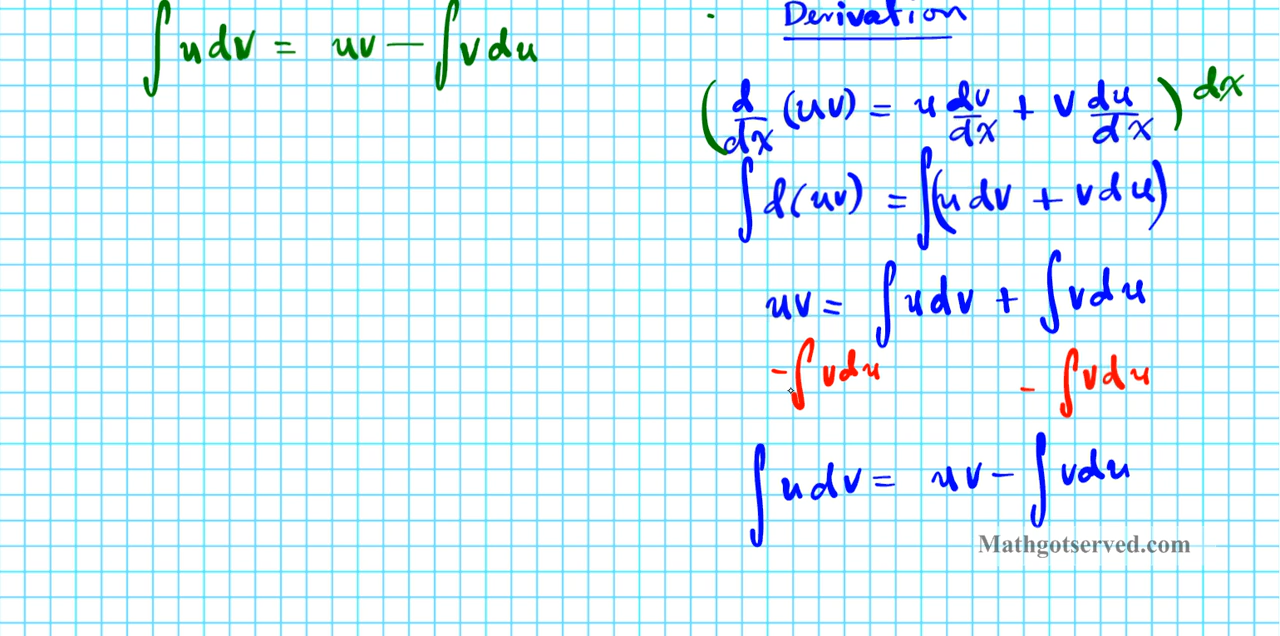 ∫udv = uv − ∫vdu
Derivation
(d/dx (uv) = u dv/dx + v du/dx) dx
∫d(uv) = ∫(udv + vdu)
uv = ∫udv + ∫vdu
−∫vdu − ∫vdu
∫udv = uv − ∫vdu
Mathgotserved.com